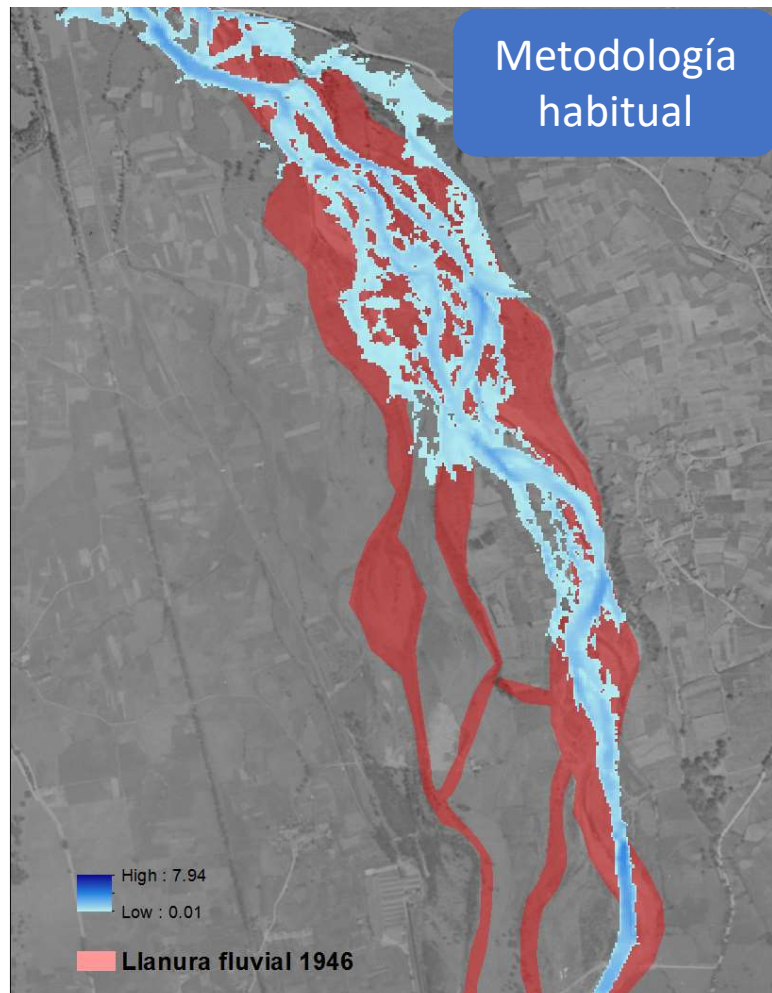 Metodología
habitual
High : 7.94
Low : 0.01
Llanura fluvial 1946